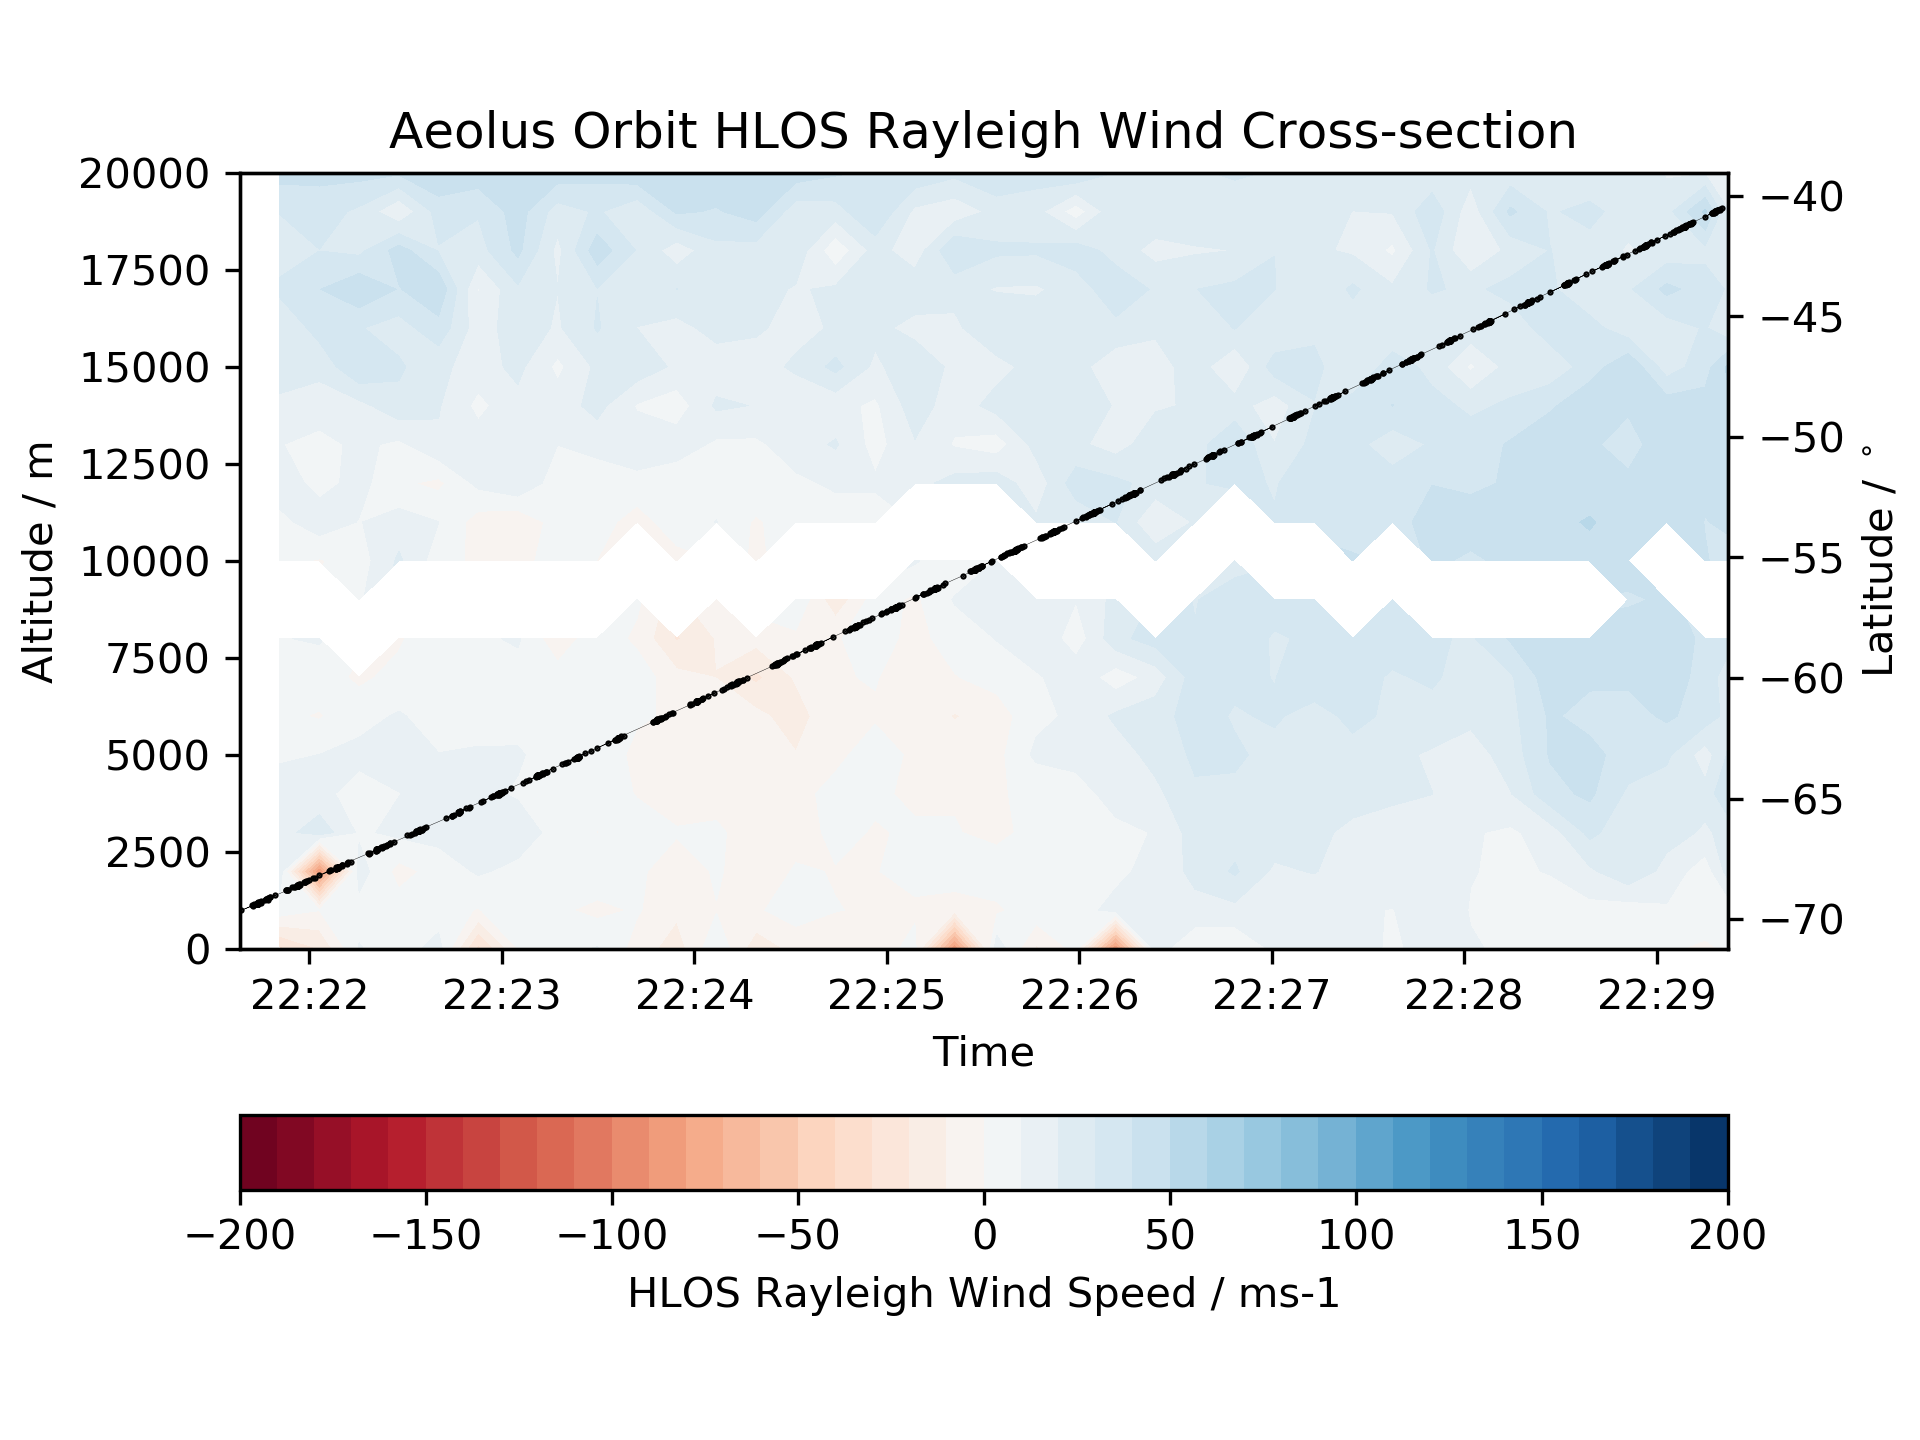 Aeolus Orbit HLOS Rayleigh Wind Cross-section
20000
17500
15000
12500
10000
7500
5000
2500
0
Altitude / m
−40
−45
−50
−55
−60
−65
−70
Latitude / °
22:22 22:23 22:24 22:25 22:26 22:27 22:28 22:29
Time
−200 −150 −100 −50 0 50 100 150 200
HLOS Rayleigh Wind Speed / ms-1